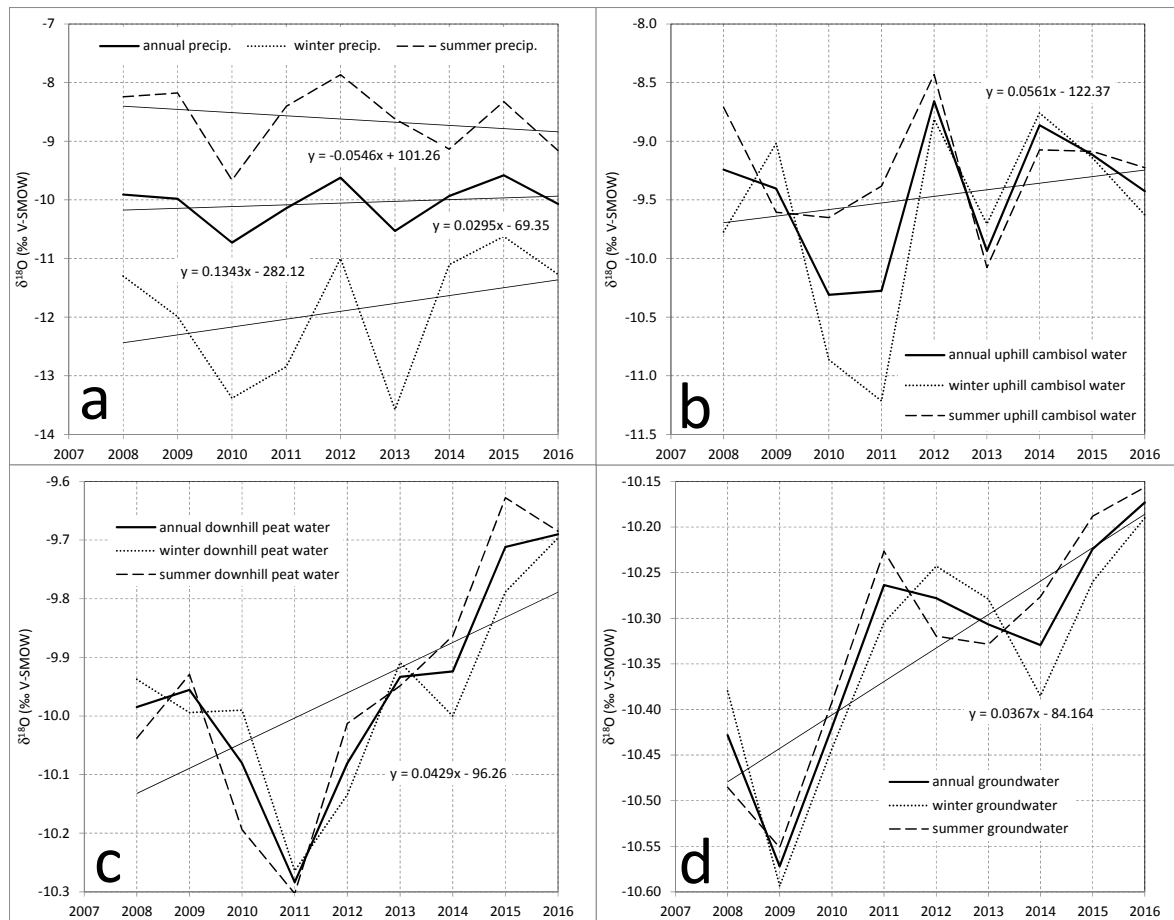 -7
annual precip. winter precip. summer precip.
-8
-9
-10
-11
-12
-13
-14
δ18O (‰ V-SMOW)
y = -0.0546x + 101.26
y = 0.0295x - 69.35
y = 0.1343x - 282.12
a
2007 2008 2009 2010 2011 2012 2013 2014 2015 2016
-8.0
-8.5
-9.0
-9.5
-10.0
-10.5
-11.0
-11.5
δ18O (‰ V-SMOW)
y = 0.0561x - 122.37
annual uphill cambisol water
winter uphill cambisol water
summer uphill cambisol water
b
2007 2008 2009 2010 2011 2012 2013 2014 2015 2016
-9.6
-9.7
-9.8
-9.9
-10.0
-10.1
-10.2
-10.3
δ18O (‰ V-SMOW)
annual downhill peat water
winter downhill peat water
summer downhill peat water
y = 0.0429x - 96.26
c
2007 2008 2009 2010 2011 2012 2013 2014 2015 2016
-10.15
-10.20
-10.25
-10.30
-10.35
-10.40
-10.45
-10.50
-10.55
-10.60
δ18O (‰ V-SMOW)
y = 0.0367x - 84.164
annual groundwater
winter groundwater
summer groundwater
d
2007 2008 2009 2010 2011 2012 2013 2014 2015 2016